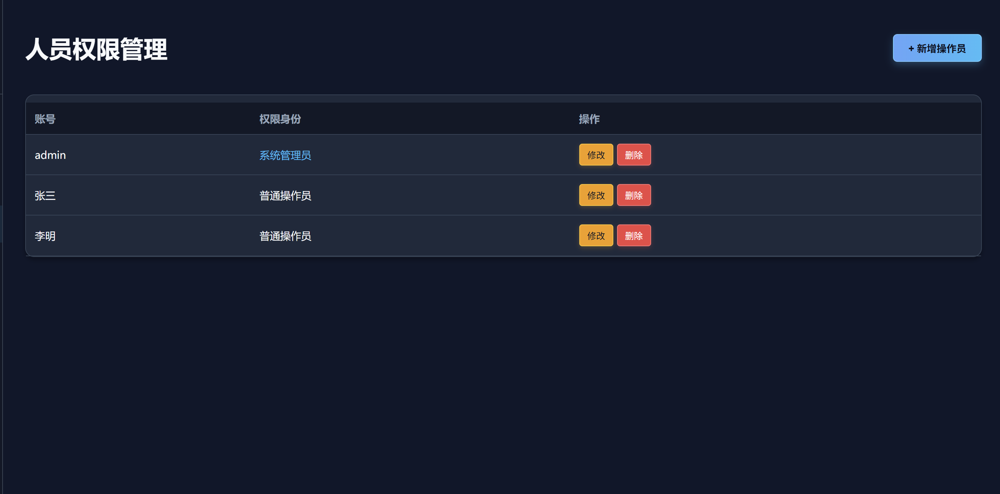 人员权限管理
+ 新增操作员
账号 权限身份 操作
admin 系统管理员 修改 删除
张三 普通操作员 修改 删除
李明 普通操作员 修改 删除